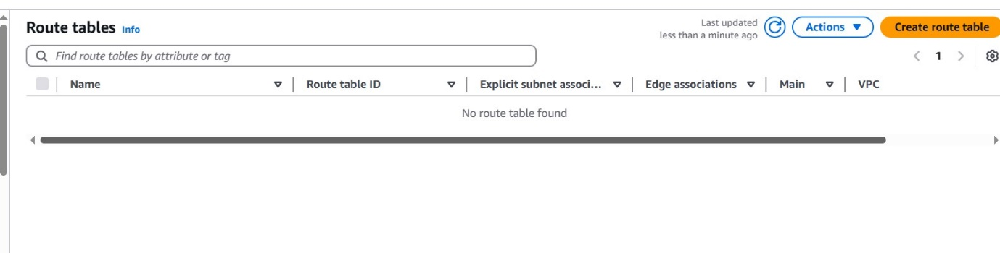 Route tables Info
Last updated
less than a minute ago
Actions
Create route table
Find route tables by attribute or tag
1
Name Route table ID Explicit subnet associ... Edge associations Main VPC
No route table found